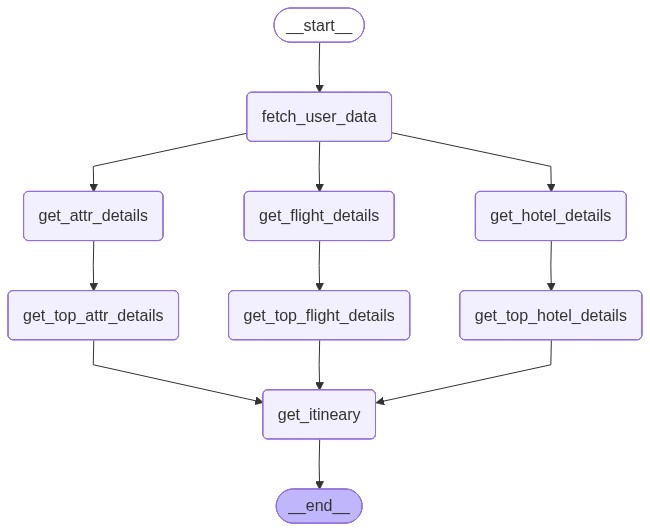 __start__
fetch_user_data
get_attr_details
get_flight_details
get_hotel_details
get_top_attr_details
get_top_flight_details
get_top_hotel_details
get_itineary
__end__